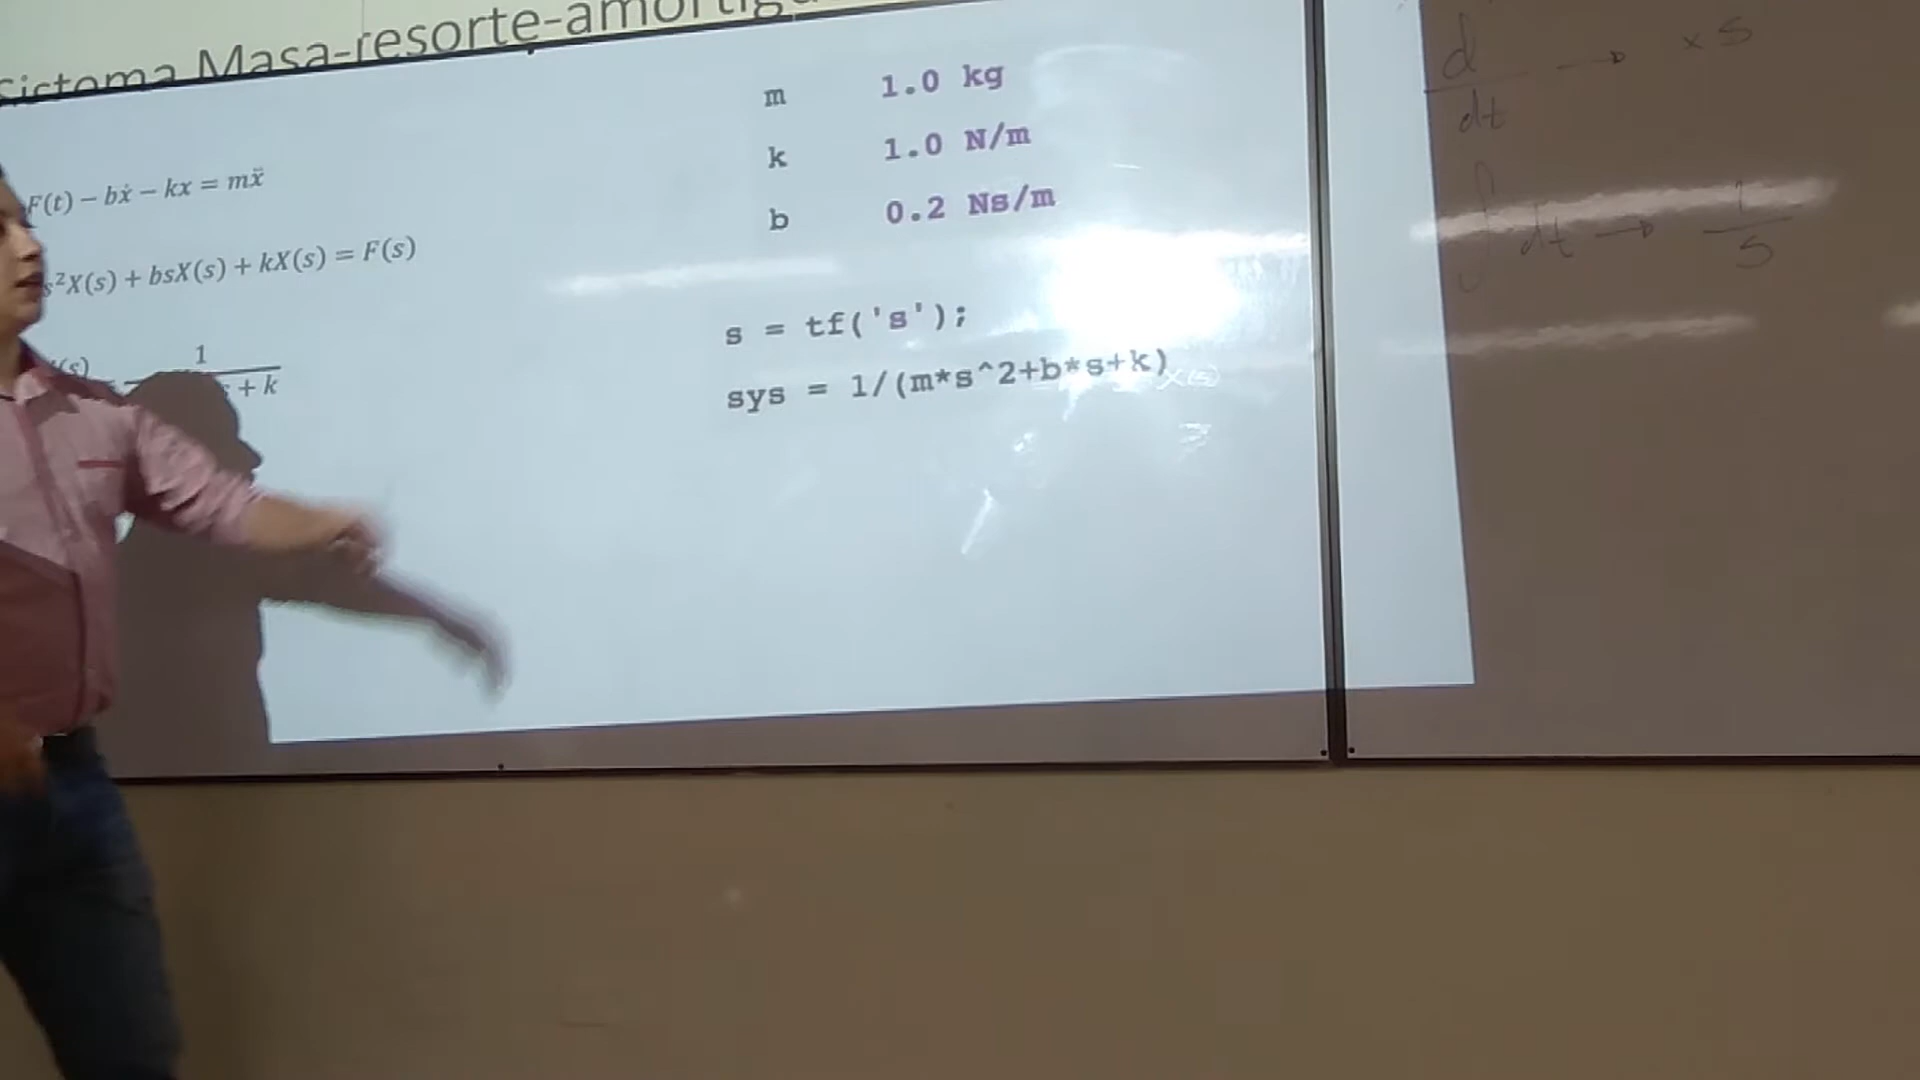 Sistema Masa-resorte-amortigu
F(t) − bẋ − kx = mẍ
s²X(s) + bsX(s) + kX(s) = F(s)
(s)
1
s + k
m 1.0 kg
k 1.0 N/m
b 0.2 Ns/m
s = tf('s');
sys = 1/(m*s^2+b*s+k)
X(s)
d/dt → x s
∫ dt → 1/s